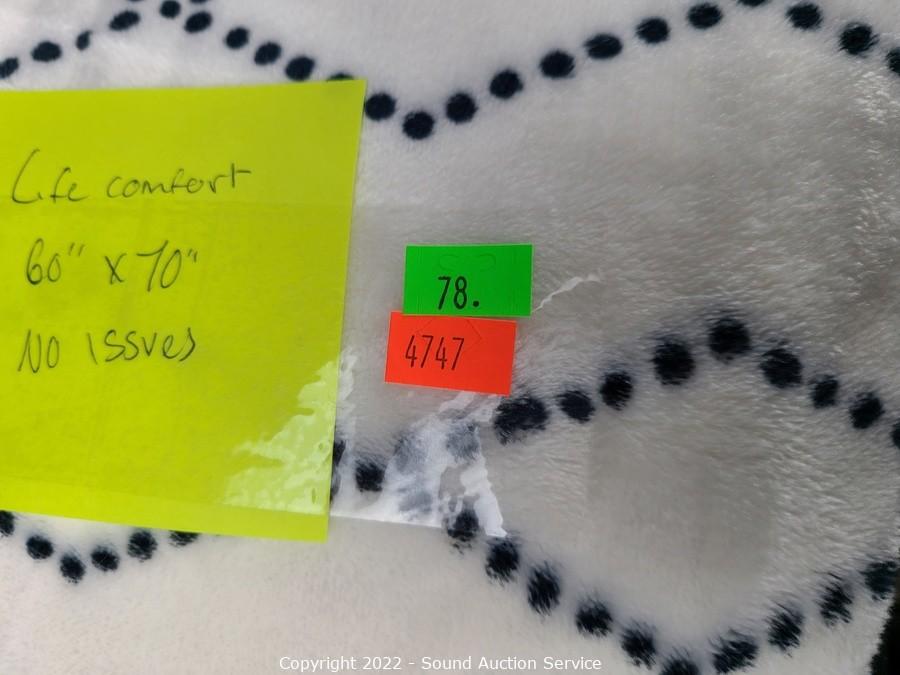 Life comfort
60" x 70"
No issues
78.
4747
Copyright 2022 - Sound Auction Service